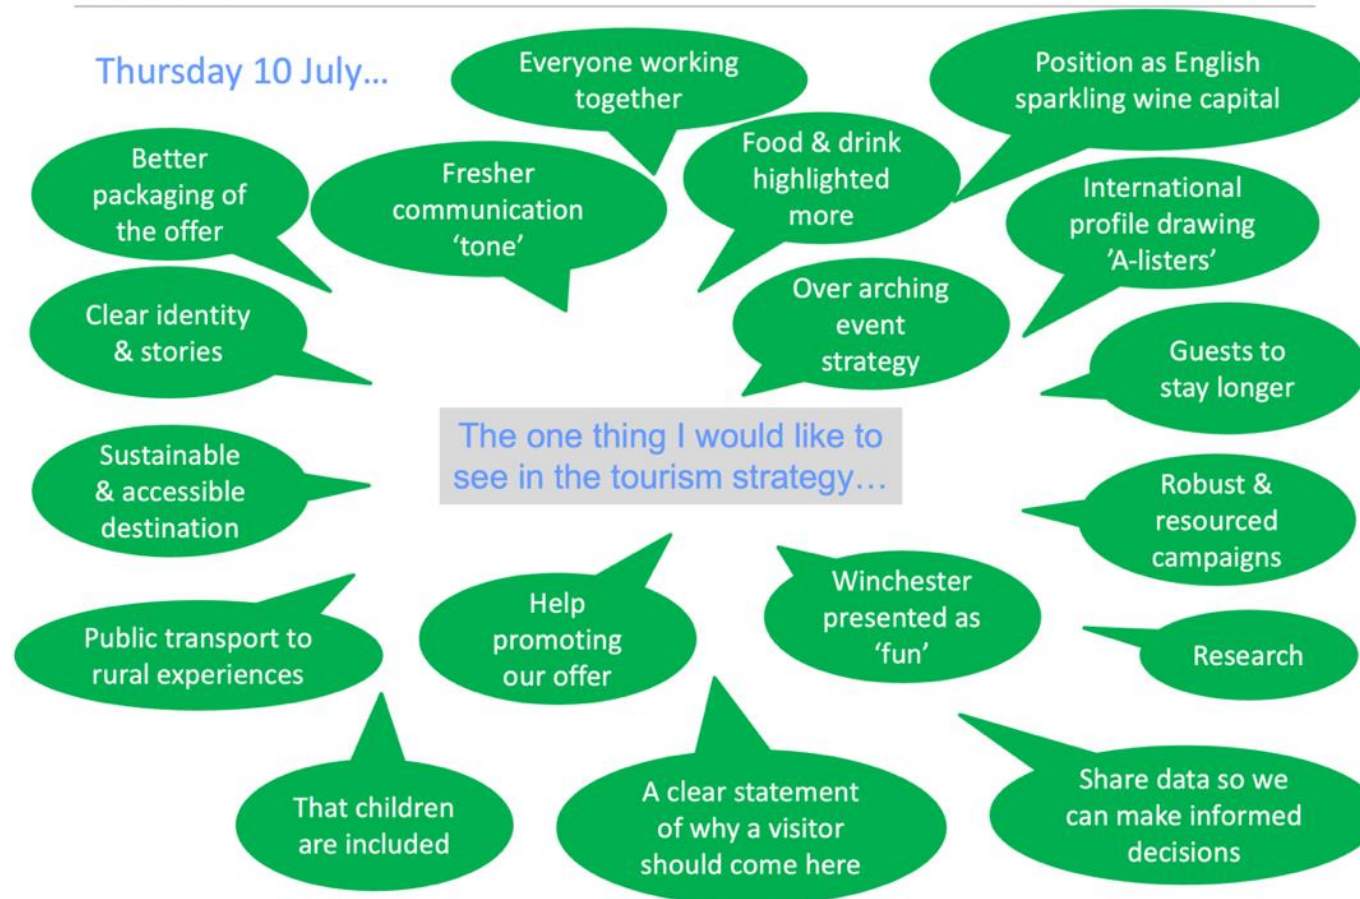 Thursday 10 July...
Everyone working
together
Position as English
sparkling wine capital
Better
packaging of
the offer
Fresher
communication
‘tone’
Food & drink
highlighted
more
International
profile drawing
’A-listers’
Clear identity
& stories
Over arching
event
strategy
Guests to
stay longer
The one thing I would like to
see in the tourism strategy…
Sustainable
& accessible
destination
Robust &
resourced
campaigns
Public transport to
rural experiences
Help
promoting
our offer
Winchester
presented as
‘fun’
Research
That children
are included
A clear statement
of why a visitor
should come here
Share data so we
can make informed
decisions